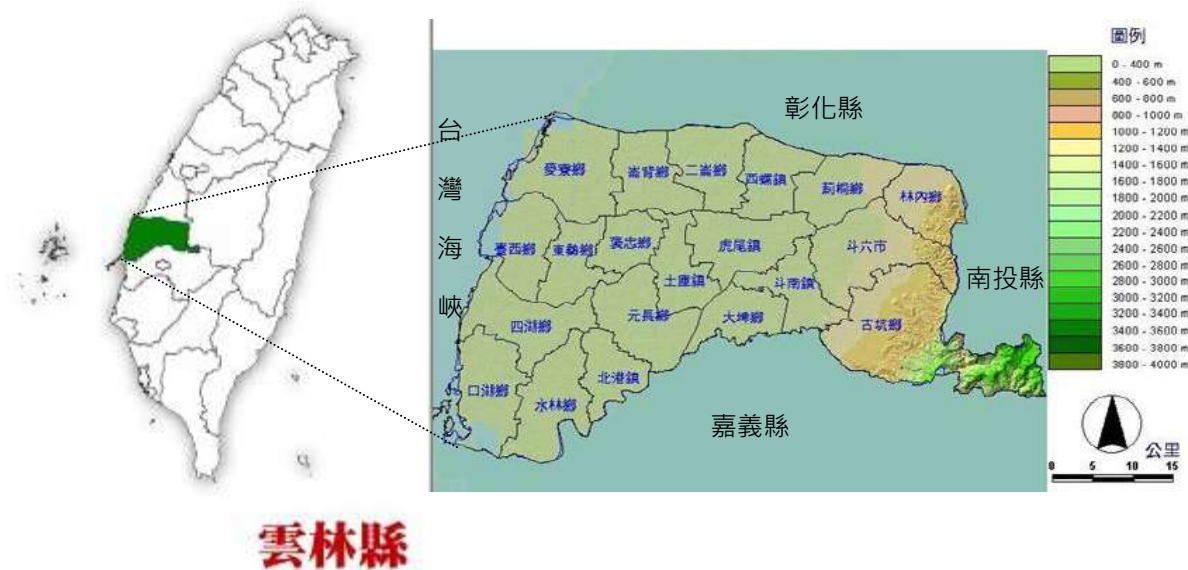 圖例
0 - 400 m
400 - 600 m
600 - 800 m
800 - 1000 m
1000 - 1200 m
1200 - 1400 m
1400 - 1600 m
1600 - 1800 m
1800 - 2000 m
2000 - 2200 m
2200 - 2400 m
2400 - 2600 m
2600 - 2800 m
2800 - 3000 m
3000 - 3200 m
3200 - 3400 m
3400 - 3600 m
3600 - 3800 m
3800 - 4000 m
彰化縣
台灣海峽
愛寮鄉
崙背鄉
二崙鄉
西螺鎮
莿桐鄉
林內鄉
臺西鄉
東勢鄉
褒忠鄉
虎尾鎮
斗六市
土庫鎮
斗南鎮
南投縣
四湖鄉
元長鄉
大埤鄉
古坑鄉
口湖鄉
水林鄉
北港鎮
嘉義縣
公里
0 5 10 15
雲林縣